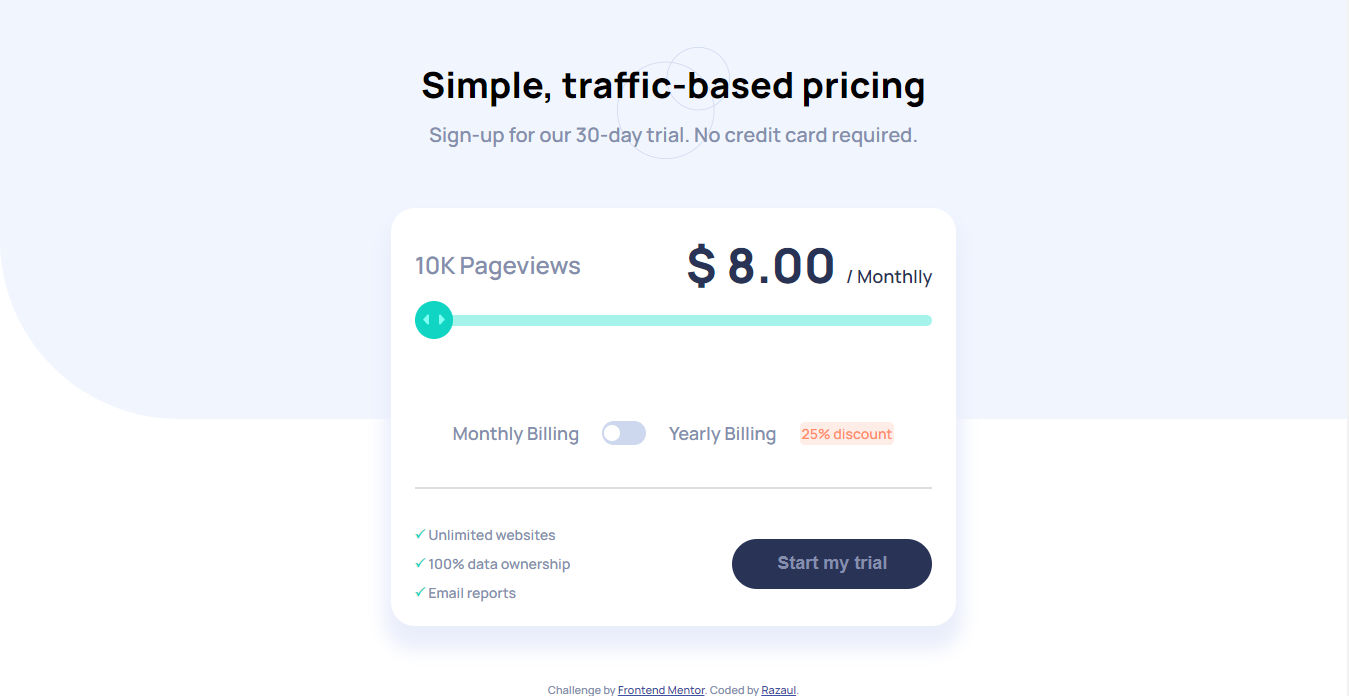 Simple, traffic-based pricing
Sign-up for our 30-day trial. No credit card required.
10K Pageviews
$ 8.00 / Monthlly
Monthly Billing Yearly Billing 25% discount
✓ Unlimited websites
✓ 100% data ownership
✓ Email reports
Start my trial
Challenge by Frontend Mentor. Coded by Razaul.